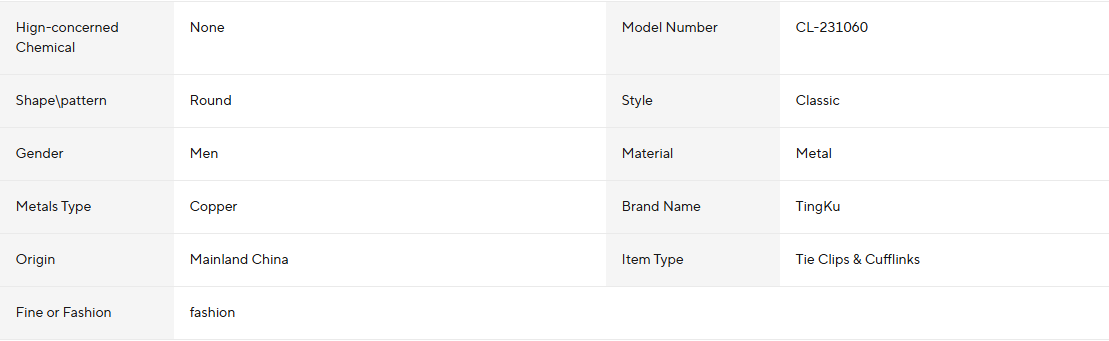 Hign-concerned
Chemical
None
Model Number
CL-231060
Shape\pattern
Round
Style
Classic
Gender
Men
Material
Metal
Metals Type
Copper
Brand Name
TingKu
Origin
Mainland China
Item Type
Tie Clips & Cufflinks
Fine or Fashion
fashion